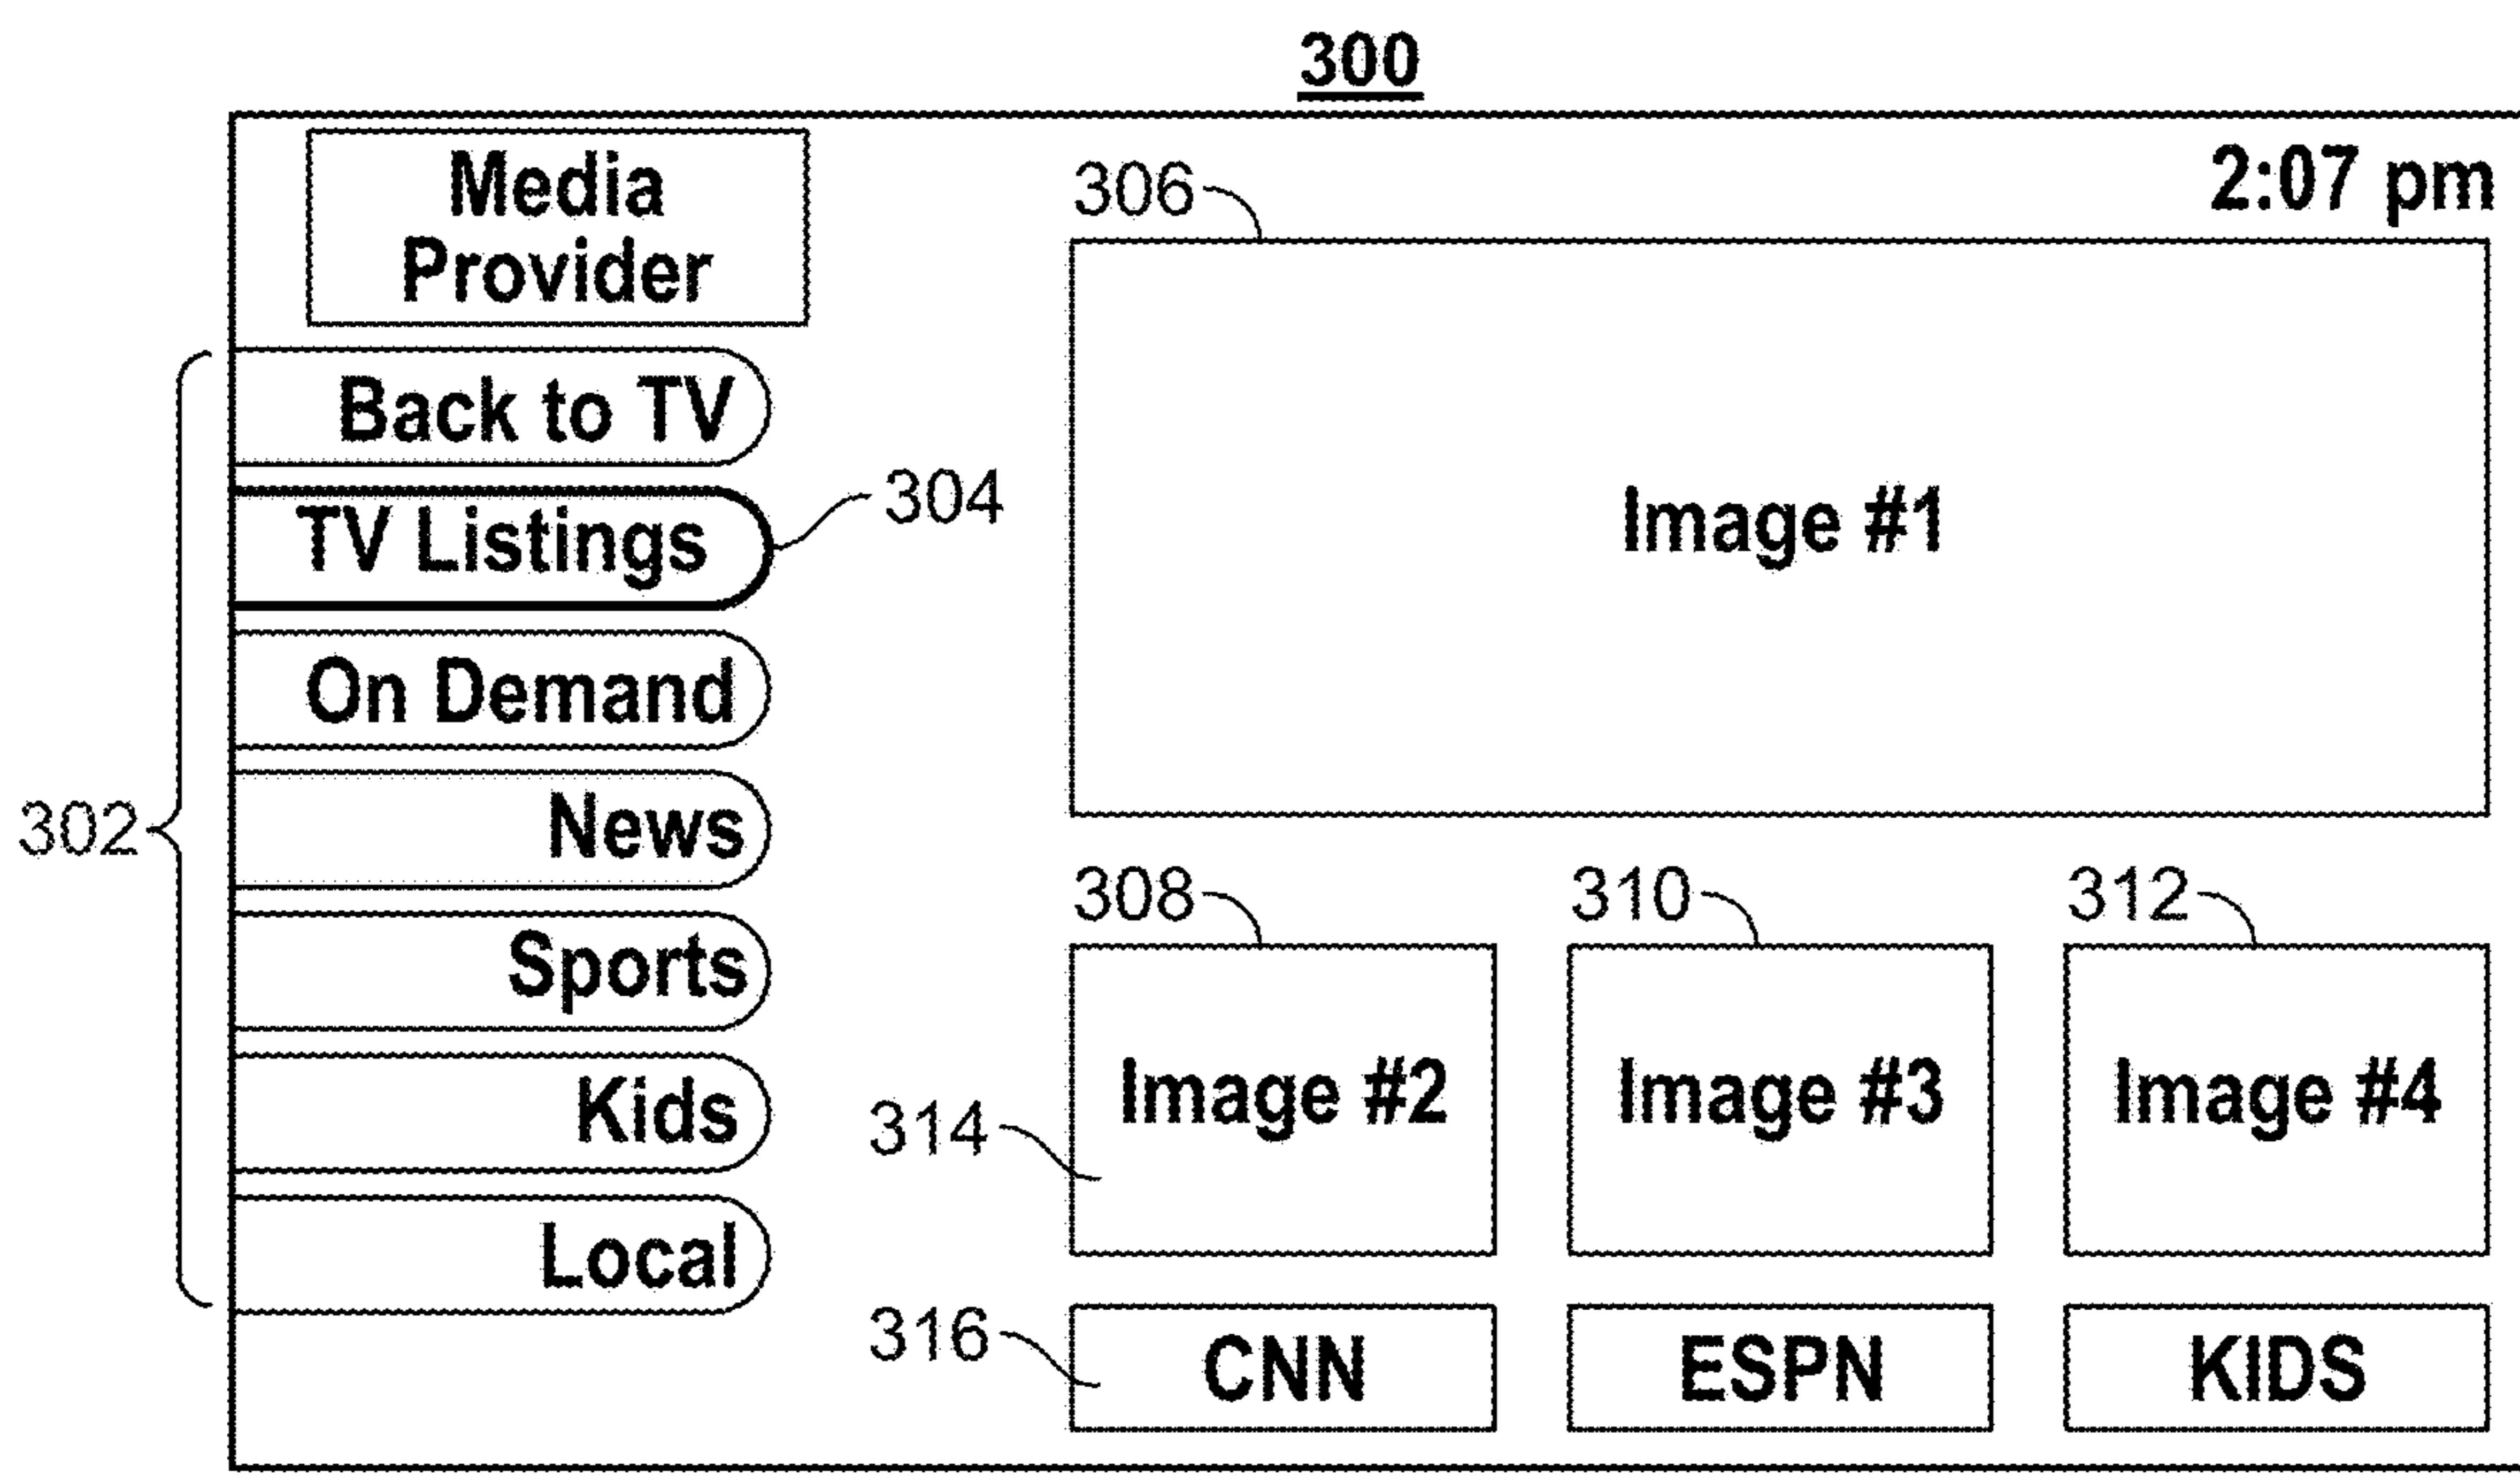 300
Media
Provider
2:07 pm
306
Back to TV
304
TV Listings
Image #1
On Demand
302
News
308
310
312
Sports
Kids
314
Image #2
Image #3
Image #4
Local
316
CNN
ESPN
KIDS